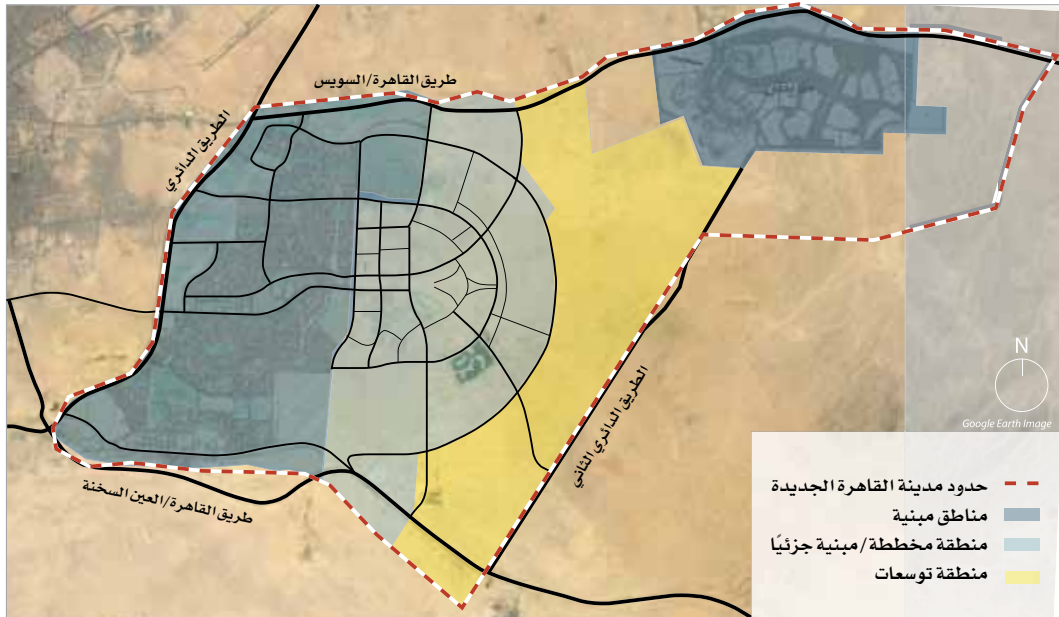 طريق القاهرة/السويس
الطريق الدائري
الطريق الدائري الثاني
طريق القاهرة/العين السخنة
N
Google Earth Image
حدود مدينة القاهرة الجديدة
مناطق مبنية
منطقة مخططة/مبنية جزئيًا
منطقة توسعات